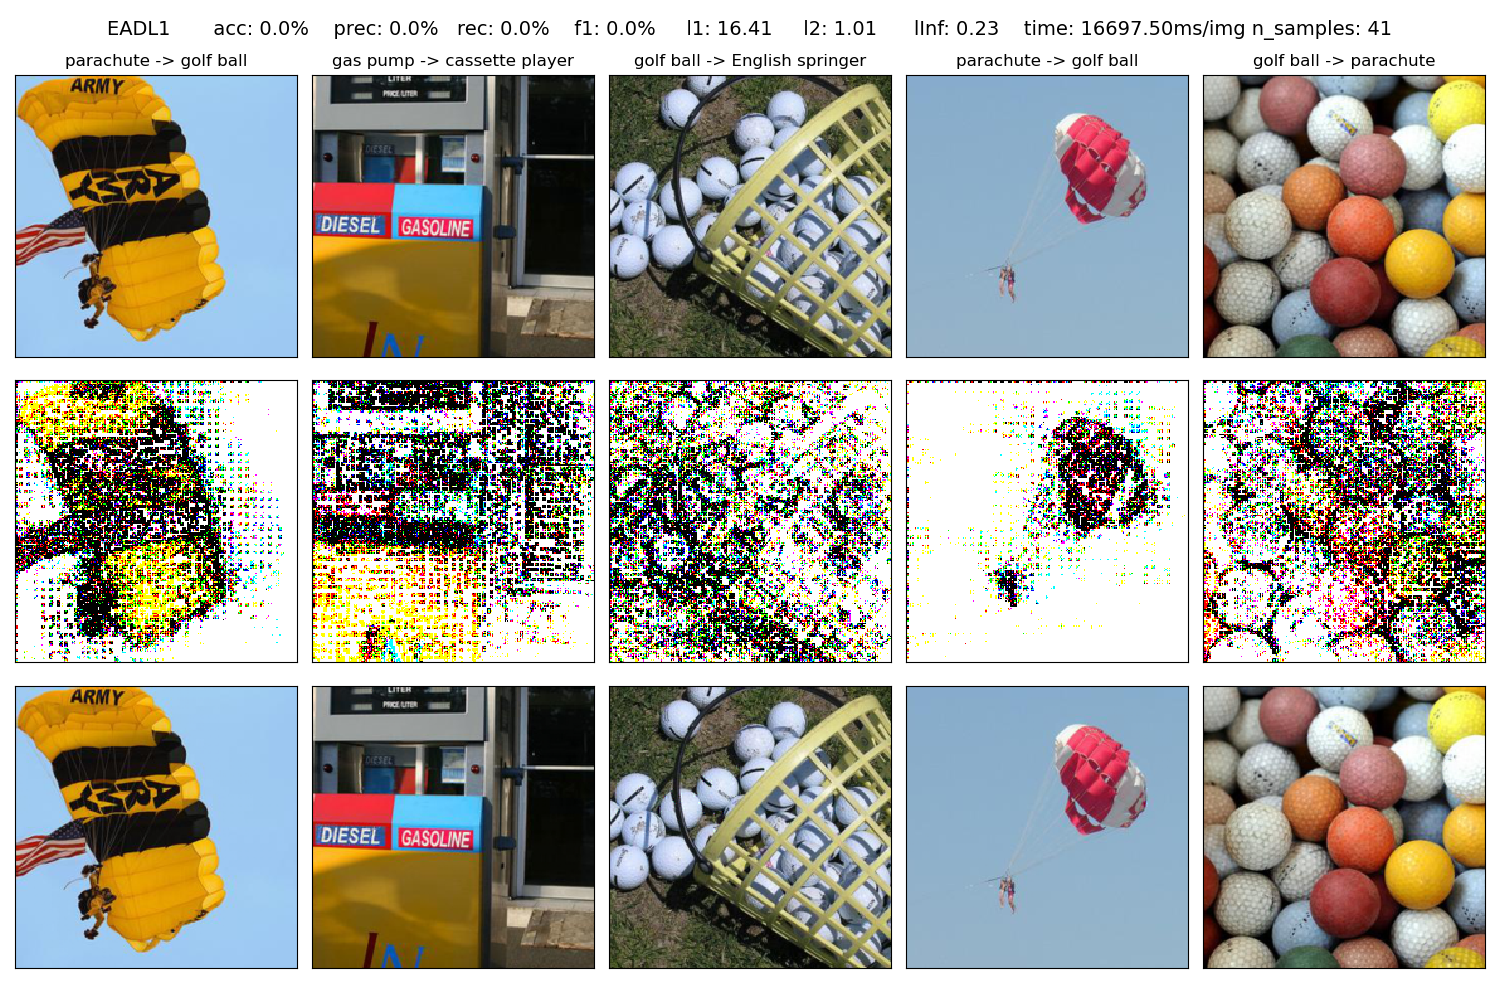 EADL1 acc: 0.0% prec: 0.0% rec: 0.0% f1: 0.0% l1: 16.41 l2: 1.01 lInf: 0.23 time: 16697.50ms/img n_samples: 41
parachute -> golf ball
gas pump -> cassette player
golf ball -> English springer
parachute -> golf ball
golf ball -> parachute
ARMY
ARMY
LITER
PRICE/LITER
DIESEL
DIESEL
GASOLINE
ARMY
ARMY
LITER
PRICE/LITER
DIESEL
DIESEL
GASOLINE